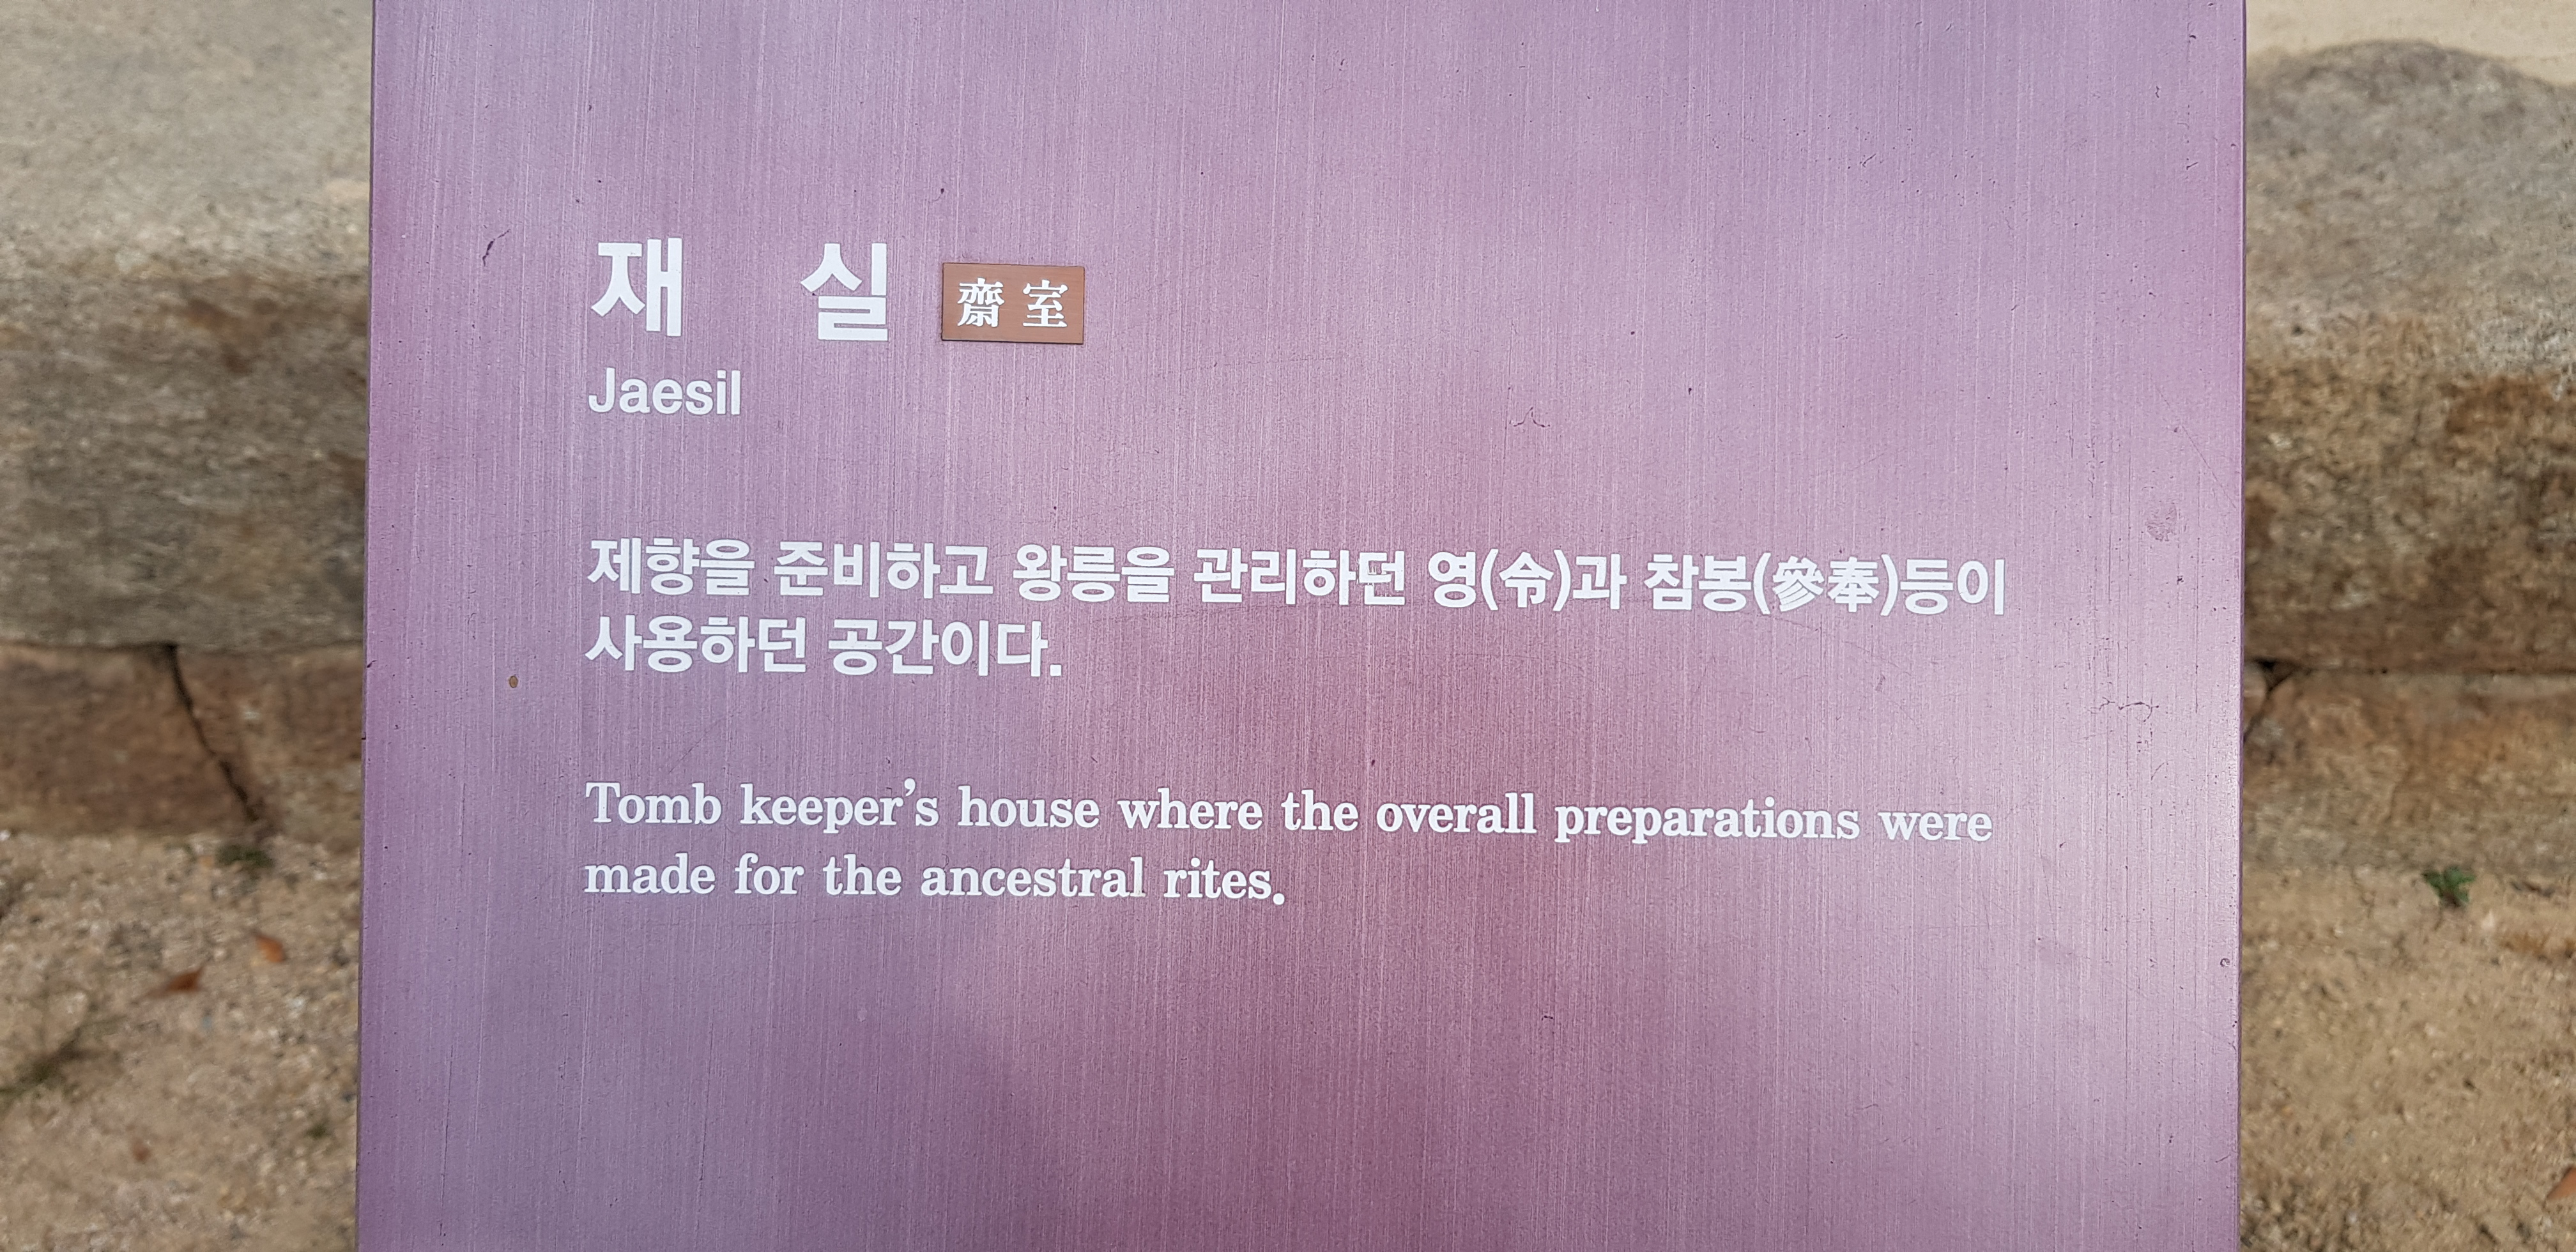 재 실 齋室
Jaesil
제향을 준비하고 왕릉을 관리하던 영(令)과 참봉(參奉)등이
사용하던 공간이다.
Tomb keeper's house where the overall preparations were
made for the ancestral rites.